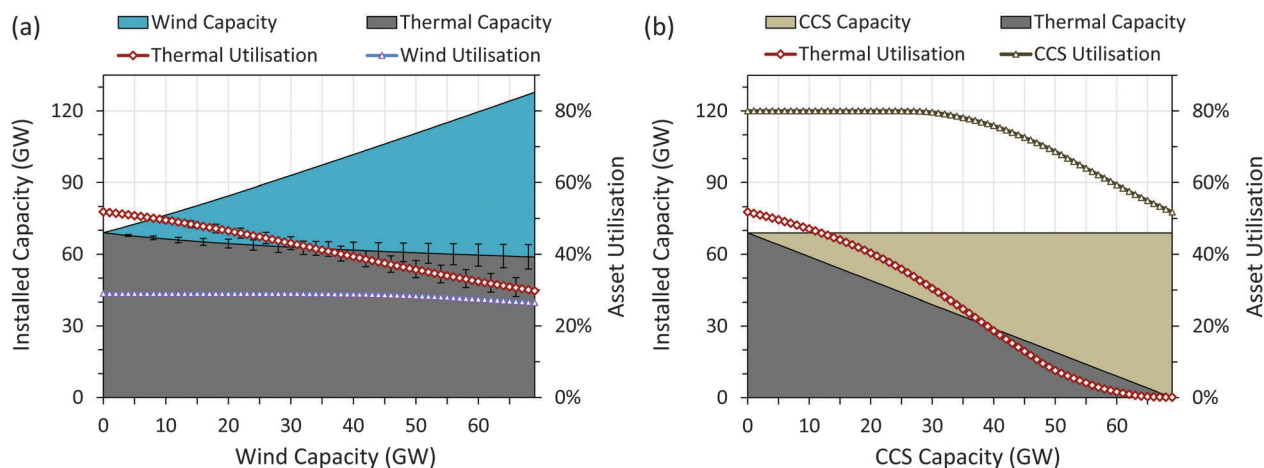 (a)
Wind Capacity
Thermal Capacity
Thermal Utilisation
Wind Utilisation
Installed Capacity (GW)
120
90
60
30
0
80%
60%
40%
20%
0%
Asset Utilisation
0 10 20 30 40 50 60
Wind Capacity (GW)
(b)
CCS Capacity
Thermal Capacity
Thermal Utilisation
CCS Utilisation
Installed Capacity (GW)
120
90
60
30
0
80%
60%
40%
20%
0%
Asset Utilisation
0 10 20 30 40 50 60
CCS Capacity (GW)